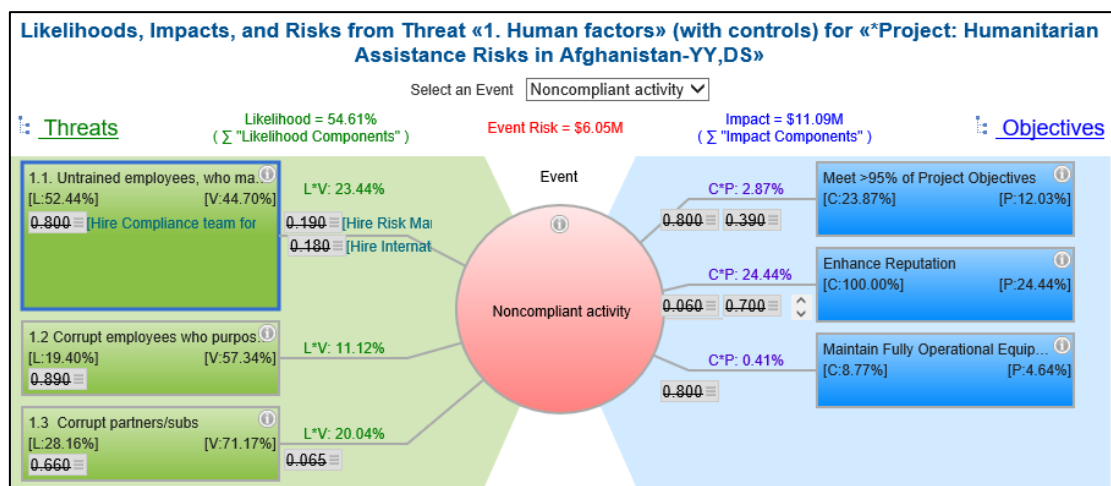 Likelihoods, Impacts, and Risks from Threat «1. Human factors» (with controls) for «*Project: Humanitarian
Assistance Risks in Afghanistan-YY,DS»
Select an Event Noncompliant activity
Threats
Likelihood = 54.61%
( ∑ "Likelihood Components" )
Event Risk = $6.05M
Impact = $11.09M
( ∑ "Impact Components" )
Objectives
1.1. Untrained employees, who ma...
[L:52.44%] [V:44.70%]
0.800 [Hire Compliance team for
L*V: 23.44%
0.190 [Hire Risk Mar
0.180 [Hire Internat
1.2 Corrupt employees who purpos...
[L:19.40%] [V:57.34%]
0.890
L*V: 11.12%
1.3 Corrupt partners/subs
[L:28.16%] [V:71.17%]
0.660
L*V: 20.04%
0.065
Event
Noncompliant activity
C*P: 2.87%
0.800 0.390
Meet >95% of Project Objectives
[C:23.87%] [P:12.03%]
C*P: 24.44%
0.060 0.700
Enhance Reputation
[C:100.00%] [P:24.44%]
C*P: 0.41%
0.800
Maintain Fully Operational Equip...
[C:8.77%] [P:4.64%]